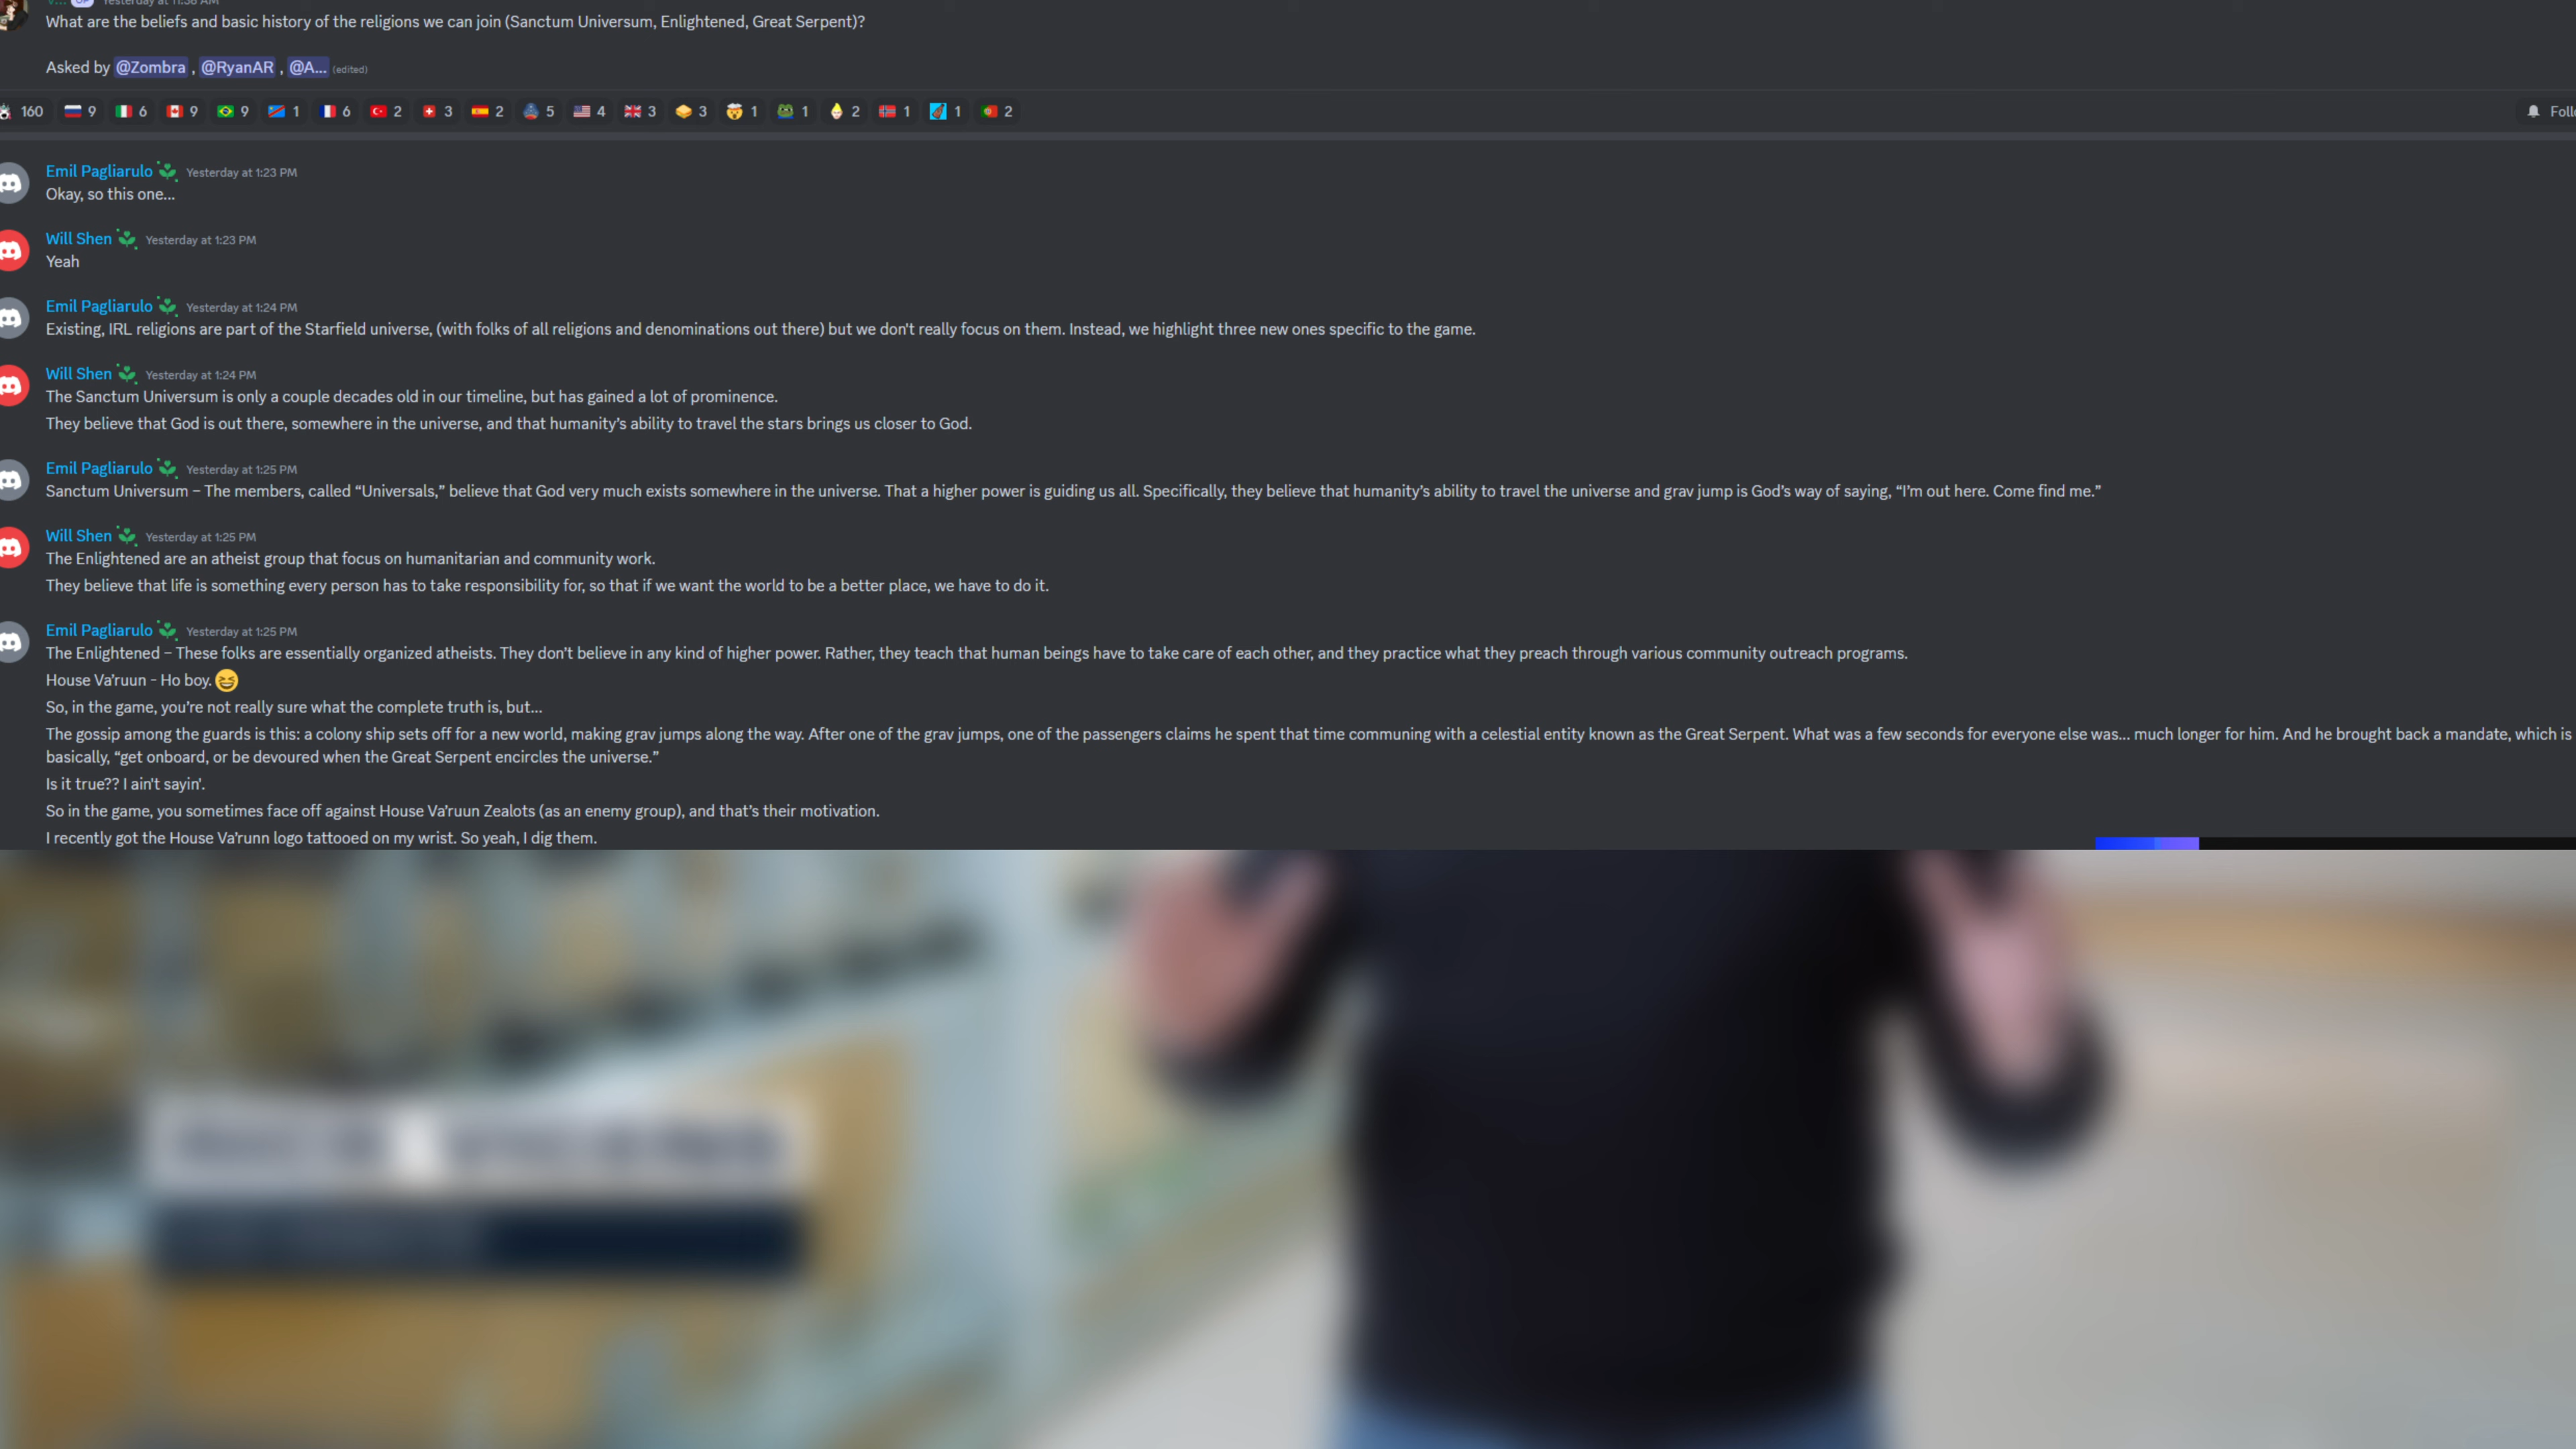 Yesterday at 11:38 AM
What are the beliefs and basic history of the religions we can join (Sanctum Universum, Enlightened, Great Serpent)?
Asked by @Zombra , @RyanAR , @A... (edited)
160 9 6 9 9 1 6 2 3 2 5 4 3 3 1 1 2 1 1 2
Emil Pagliarulo Yesterday at 1:23 PM
Okay, so this one...
Will Shen Yesterday at 1:23 PM
Yeah
Emil Pagliarulo Yesterday at 1:24 PM
Existing, IRL religions are part of the Starfield universe, (with folks of all religions and denominations out there) but we don't really focus on them. Instead, we highlight three new ones specific to the game.
Will Shen Yesterday at 1:24 PM
The Sanctum Universum is only a couple decades old in our timeline, but has gained a lot of prominence.
They believe that God is out there, somewhere in the universe, and that humanity's ability to travel the stars brings us closer to God.
Emil Pagliarulo Yesterday at 1:25 PM
Sanctum Universum – The members, called “Universals,” believe that God very much exists somewhere in the universe. That a higher power is guiding us all. Specifically, they believe that humanity's ability to travel the universe and grav jump is God's way of saying, “I'm out here. Come find me.”
Will Shen Yesterday at 1:25 PM
The Enlightened are an atheist group that focus on humanitarian and community work.
They believe that life is something every person has to take responsibility for, so that if we want the world to be a better place, we have to do it.
Emil Pagliarulo Yesterday at 1:25 PM
The Enlightened – These folks are essentially organized atheists. They don't believe in any kind of higher power. Rather, they teach that human beings have to take care of each other, and they practice what they preach through various community outreach programs.
House Va'ruun - Ho boy.
So, in the game, you're not really sure what the complete truth is, but...
The gossip among the guards is this: a colony ship sets off for a new world, making grav jumps along the way. After one of the grav jumps, one of the passengers claims he spent that time communing with a celestial entity known as the Great Serpent. What was a few seconds for everyone else was... much longer for him. And he brought back a mandate, which is
basically, “get onboard, or be devoured when the Great Serpent encircles the universe.”
Is it true?? I ain't sayin'.
So in the game, you sometimes face off against House Va'ruun Zealots (as an enemy group), and that's their motivation.
I recently got the House Va'runn logo tattooed on my wrist. So yeah, I dig them.